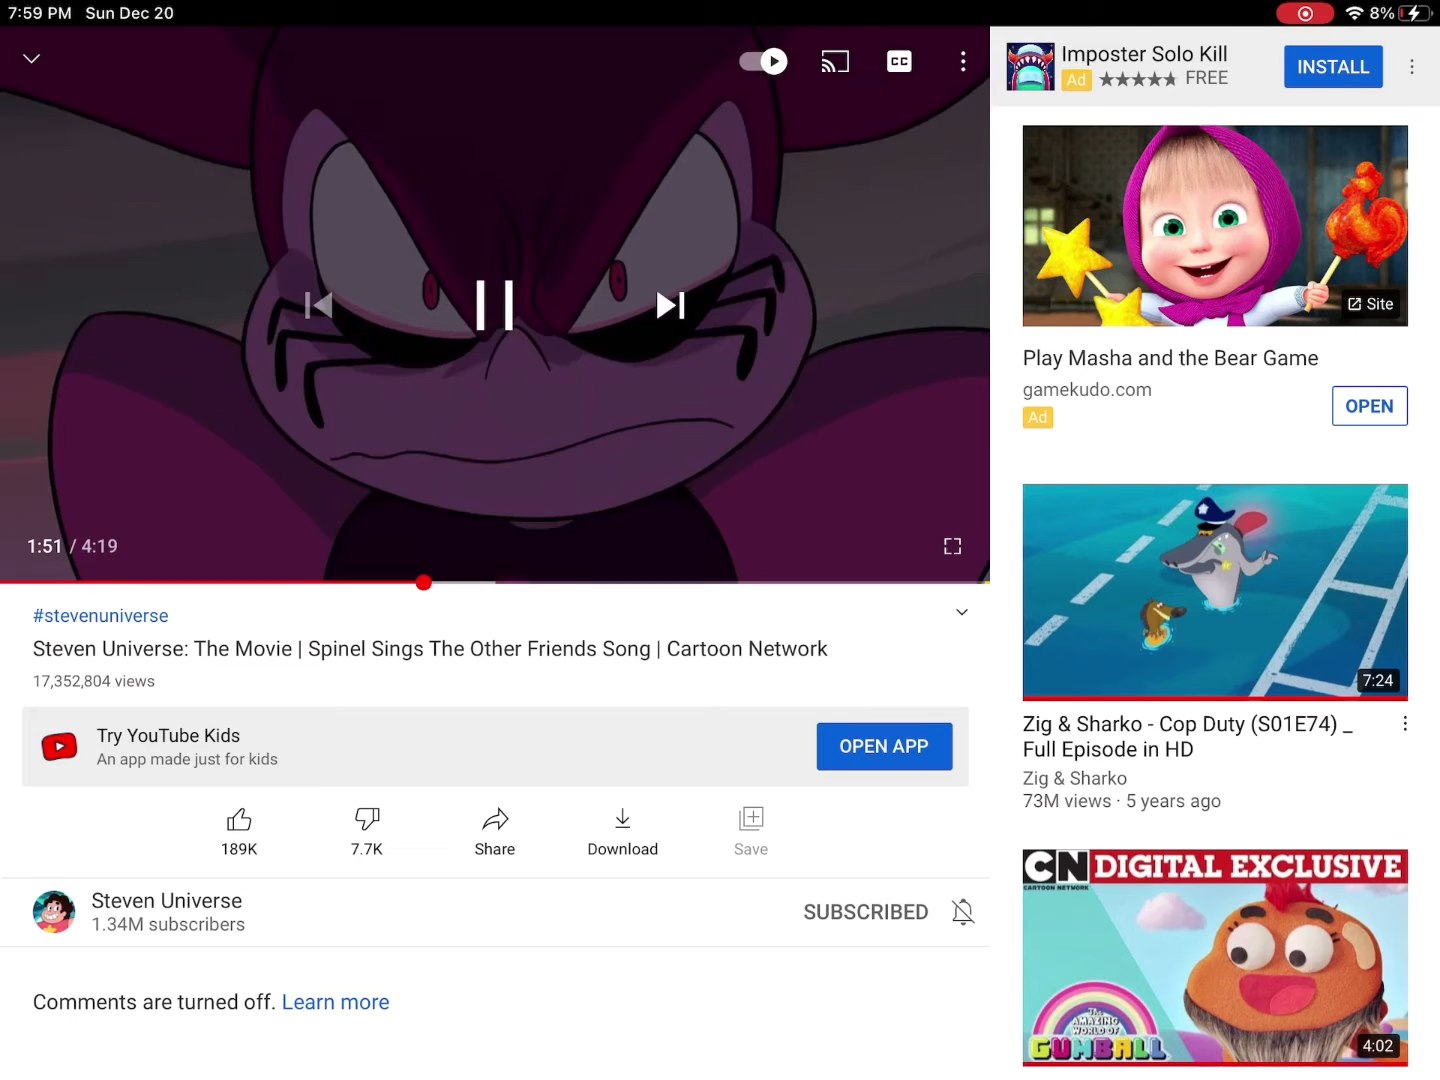 7:59 PM Sun Dec 20
8%
CC
1:51 / 4:19
#stevenuniverse
Steven Universe: The Movie | Spinel Sings The Other Friends Song | Cartoon Network
17,352,804 views
Try YouTube Kids
An app made just for kids
OPEN APP
189K
7.7K
Share
Download
Save
Steven Universe
1.34M subscribers
SUBSCRIBED
Comments are turned off. Learn more
Imposter Solo Kill
Ad
FREE
INSTALL
Site
Play Masha and the Bear Game
gamekudo.com
Ad
OPEN
7:24
Zig & Sharko - Cop Duty (S01E74) _
Full Episode in HD
Zig & Sharko
73M views · 5 years ago
CN DIGITAL EXCLUSIVE
CARTOON NETWORK
THE
AMAZING
WORLD OF
GUMBALL
4:02